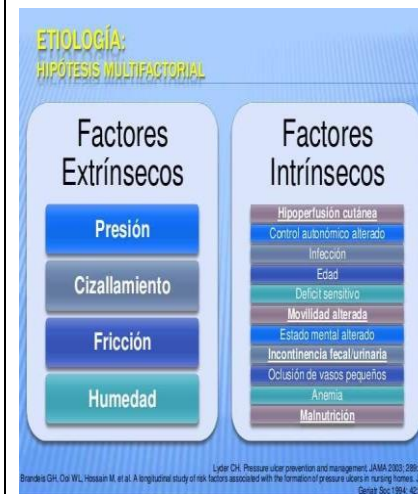 ETIOLOGÍA:
HIPÓTESIS MULTIFACTORIAL
Factores
Extrínsecos
Presión
Cizallamiento
Fricción
Humedad
Factores
Intrínsecos
Hipoperfusión cutánea
Control autonómico alterado
Infección
Edad
Deficit sensitivo
Movilidad alterada
Estado mental alterado
Incontinencia fecal/urinaria
Oclusión de vasos pequeños
Anemia
Malnutrición
Lyder CH. Pressure ulcer prevention and management. JAMA 2003; 289:
Brandeis GH, Ooi WL, Hossain M, et al. A longitudinal study of risk factors associated with the formation of pressure ulcers in nursing homes. J
Geriatr Soc 1994; 42: